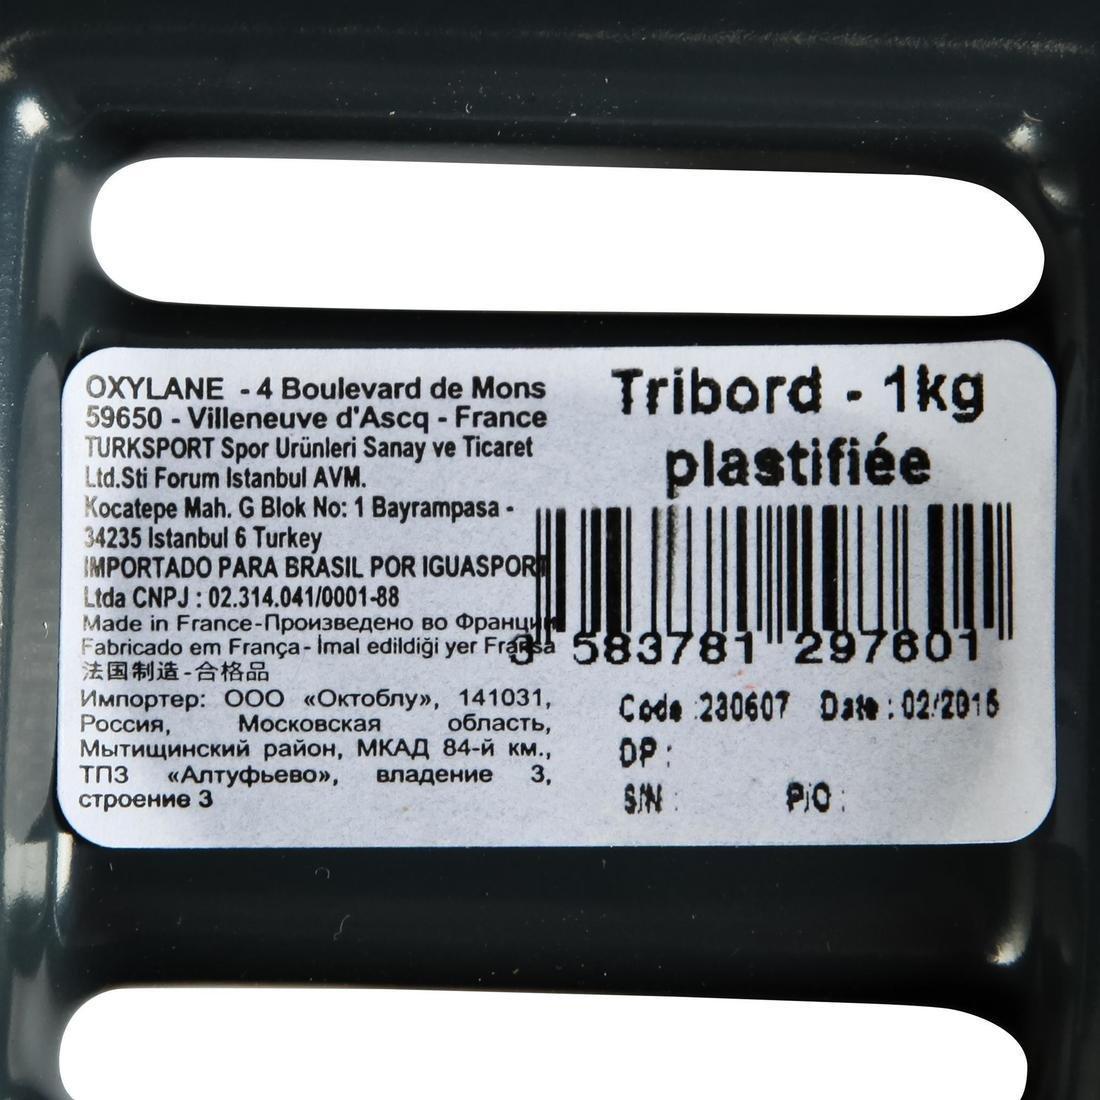 OXYLANE - 4 Boulevard de Mons
59650 - Villeneuve d'Ascq - France
TURKSPORT Spor Urünleri Sanay ve Ticaret
Ltd.Sti Forum Istanbul AVM.
Kocatepe Mah. G Blok No: 1 Bayrampasa -
34235 Istanbul 6 Turkey
IMPORTADO PARA BRASIL POR IGUASPORT
Ltda CNPJ : 02.314.041/0001-88
Made in France-Произведено во Франции
Fabricado em França- İmal edildiği yer Fransa
法国制造-合格品
Импортер: ООО «Октоблу», 141031,
Россия, Московская область,
Мытищинский район, МКАД 84-й км.,
ТПЗ «Алтуфьево», владение 3,
строение 3
Tribord - 1kg
plastifiée
3 583781 297601
Code : 230607 Date : 02/2015
DP :
S/N : P/O :